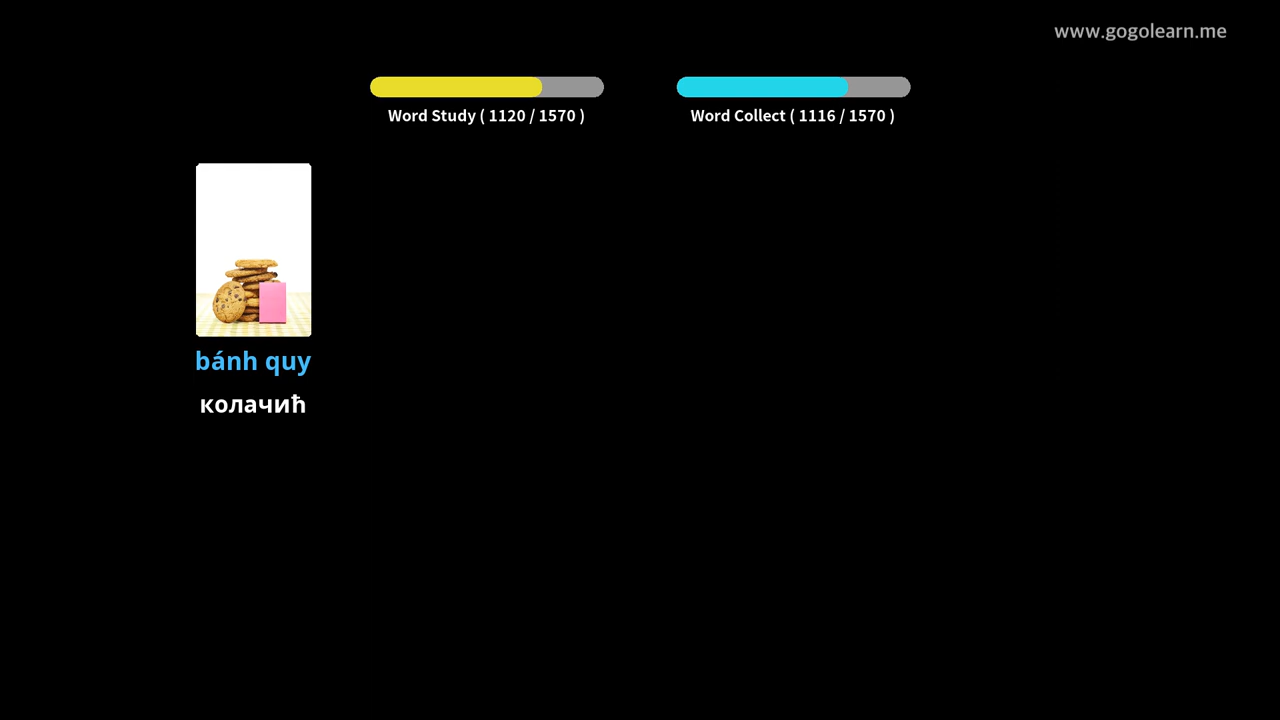 www.gogolearn.me
Word Study ( 1120 / 1570 )
Word Collect ( 1116 / 1570 )
bánh quy
колачић